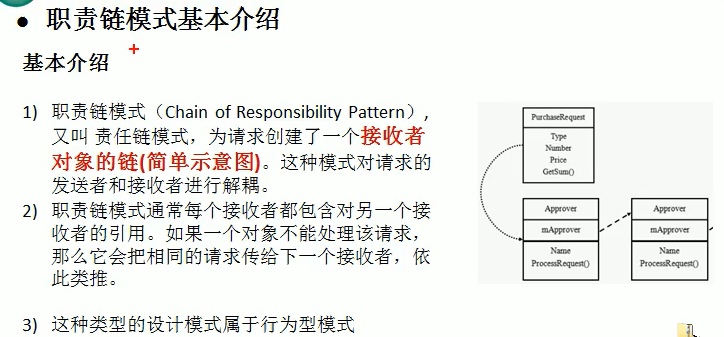 ● 职责链模式基本介绍
基本介绍
1) 职责链模式（Chain of Responsibility Pattern）,
又叫 责任链模式，为请求创建了一个接收者
对象的链(简单示意图)。这种模式对请求的
发送者和接收者进行解耦。
2) 职责链模式通常每个接收者都包含对另一个接
收者的引用。如果一个对象不能处理该请求，
那么它会把相同的请求传给下一个接收者，依
此类推。
3) 这种类型的设计模式属于行为型模式
PurchaseRequest
Type
Number
Price
GetSum()
Approver
mApprover
Name
ProcessRequest()
Approver
mApprover
Name
ProcessRequest()